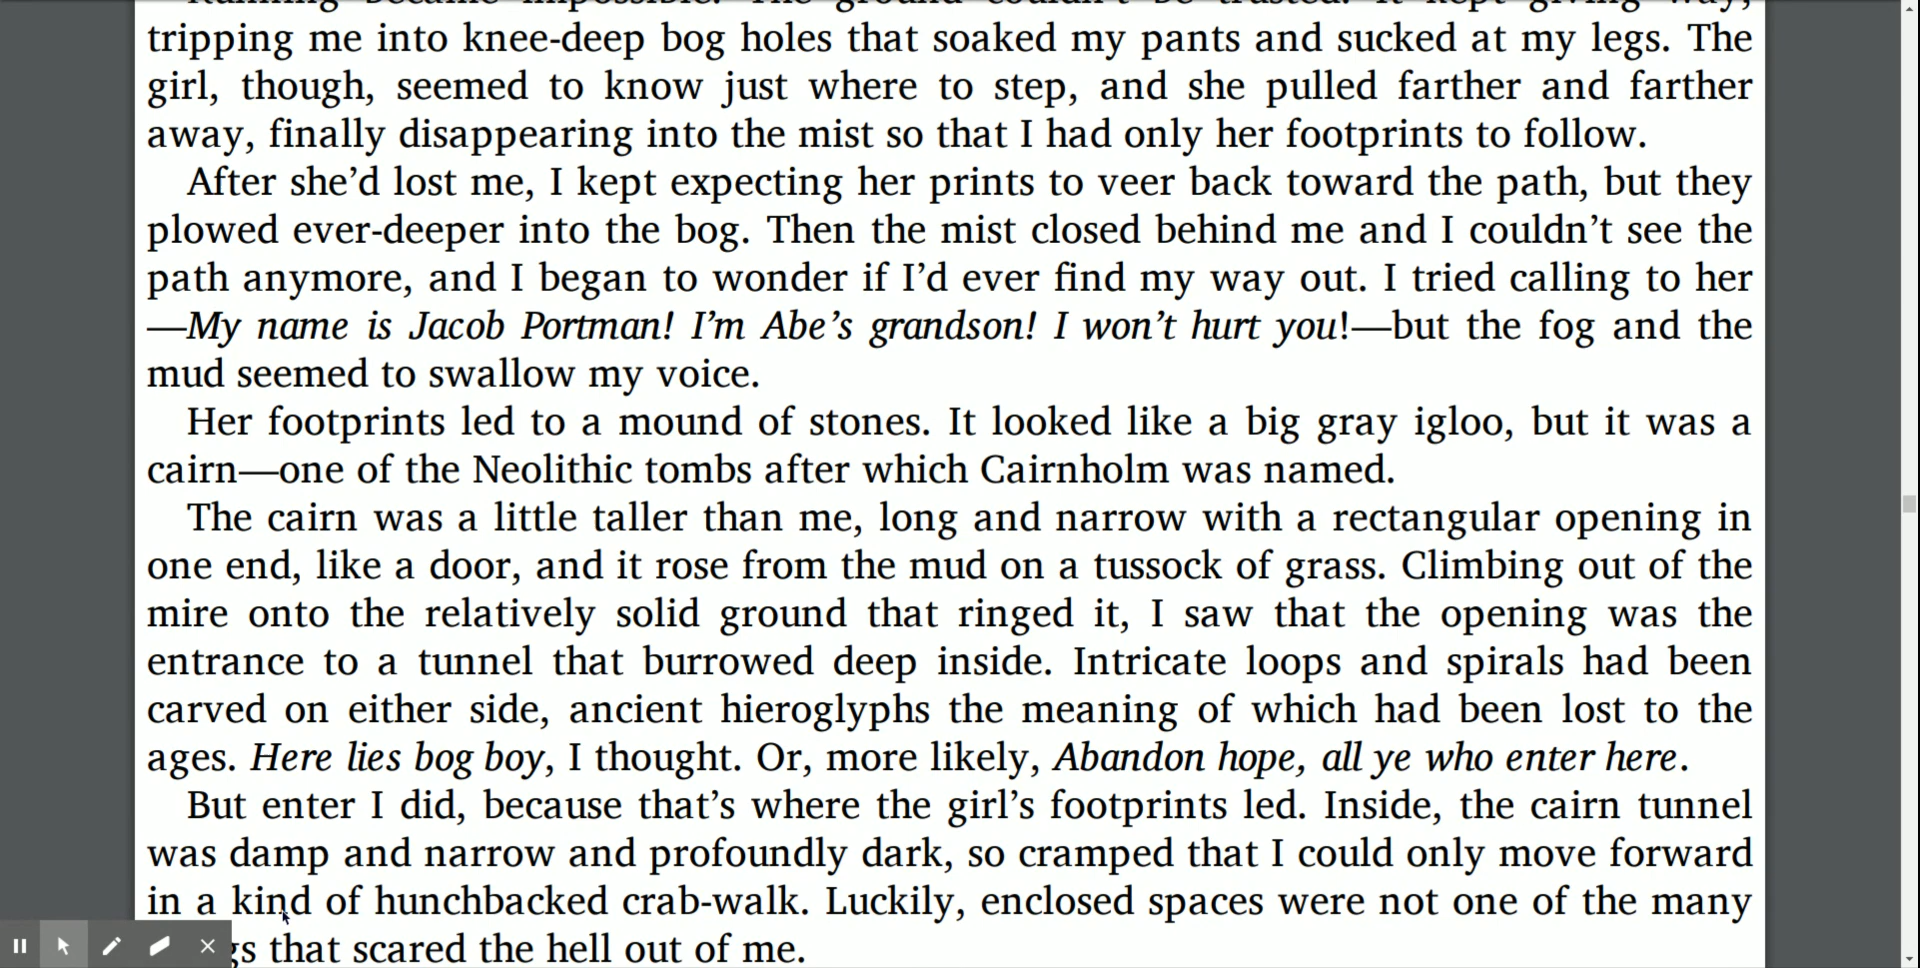 Running became impossible. The ground couldn't be trusted. It kept giving way,
tripping me into knee-deep bog holes that soaked my pants and sucked at my legs. The
girl, though, seemed to know just where to step, and she pulled farther and farther
away, finally disappearing into the mist so that I had only her footprints to follow.
After she’d lost me, I kept expecting her prints to veer back toward the path, but they
plowed ever-deeper into the bog. Then the mist closed behind me and I couldn’t see the
path anymore, and I began to wonder if I’d ever find my way out. I tried calling to her
—My name is Jacob Portman! I’m Abe’s grandson! I won’t hurt you!—but the fog and the
mud seemed to swallow my voice.
Her footprints led to a mound of stones. It looked like a big gray igloo, but it was a
cairn—one of the Neolithic tombs after which Cairnholm was named.
The cairn was a little taller than me, long and narrow with a rectangular opening in
one end, like a door, and it rose from the mud on a tussock of grass. Climbing out of the
mire onto the relatively solid ground that ringed it, I saw that the opening was the
entrance to a tunnel that burrowed deep inside. Intricate loops and spirals had been
carved on either side, ancient hieroglyphs the meaning of which had been lost to the
ages. Here lies bog boy, I thought. Or, more likely, Abandon hope, all ye who enter here.
But enter I did, because that’s where the girl’s footprints led. Inside, the cairn tunnel
was damp and narrow and profoundly dark, so cramped that I could only move forward
in a kind of hunchbacked crab-walk. Luckily, enclosed spaces were not one of the many
gs that scared the hell out of me.